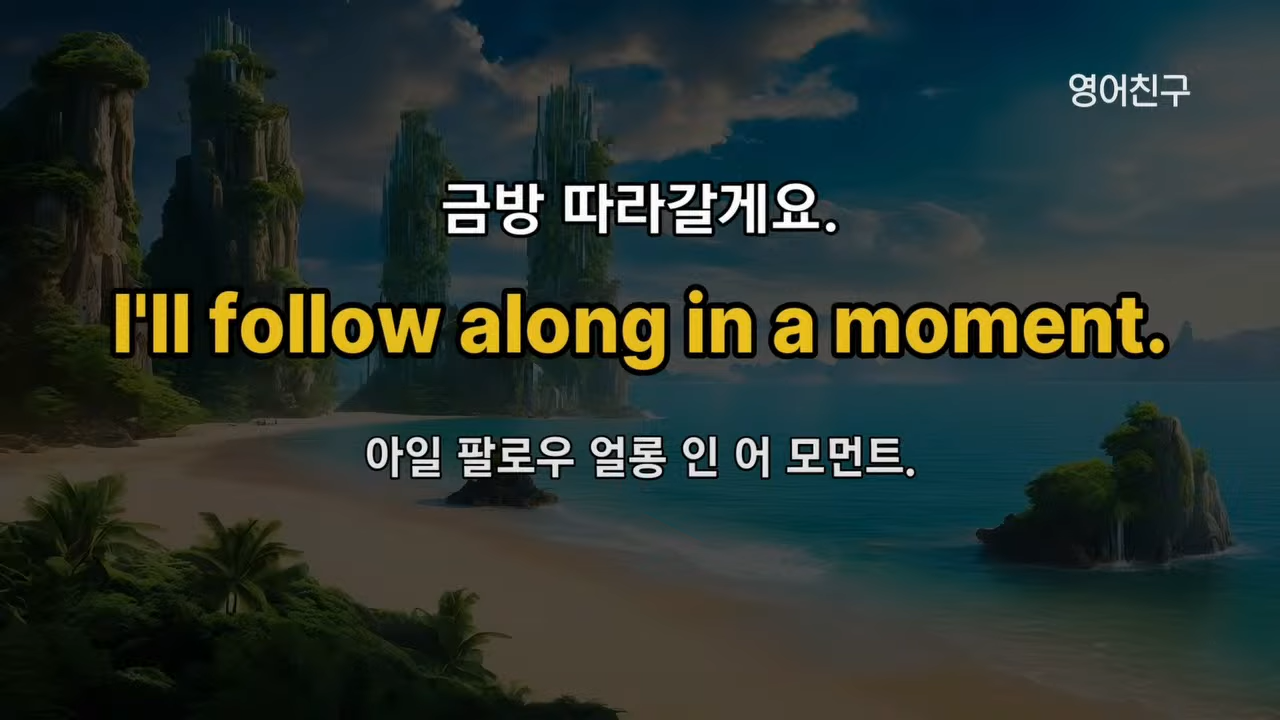 영어친구
금방 따라갈게요.
I'll follow along in a moment.
아일 팔로우 얼롱 인 어 모먼트.